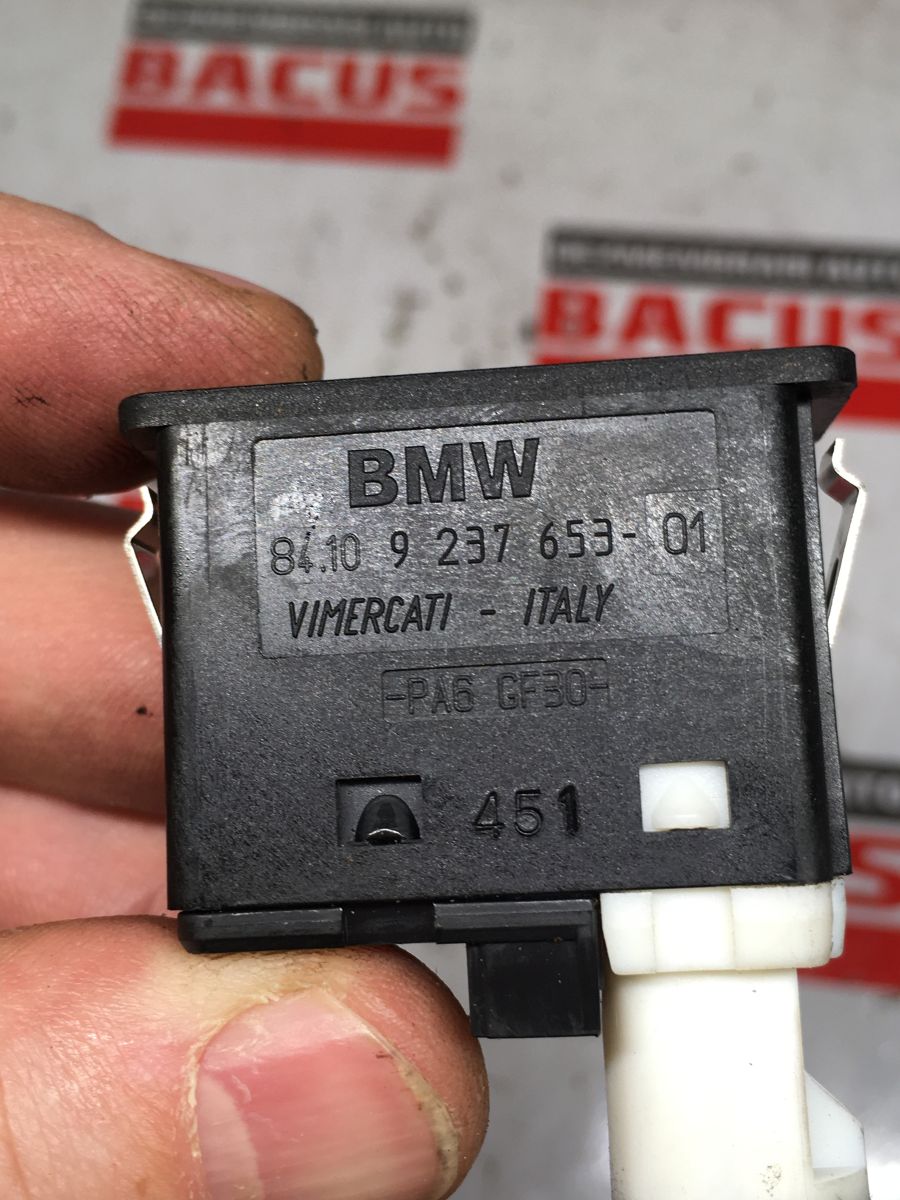 BACUS
BACUS
BMW
84.10 9 237 653- 01
VIMERCATI - ITALY
-PA6 GF30-
451